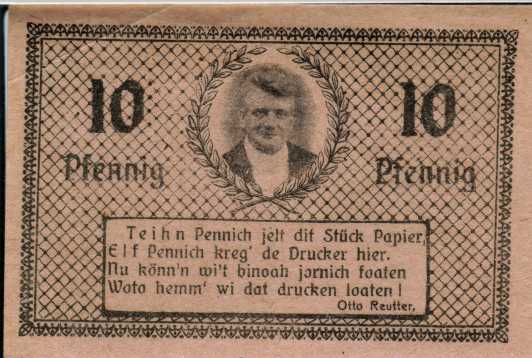 10 10
Pfennig Pfennig
Teihn Pennich jelt dit Stück Papier,
Elf Pennich kreg' de Drucker hier.
Nu könn'n wi't binoah jornich foaten
Woto hemm' wi dat drucken loaten!
Otto Reutter.